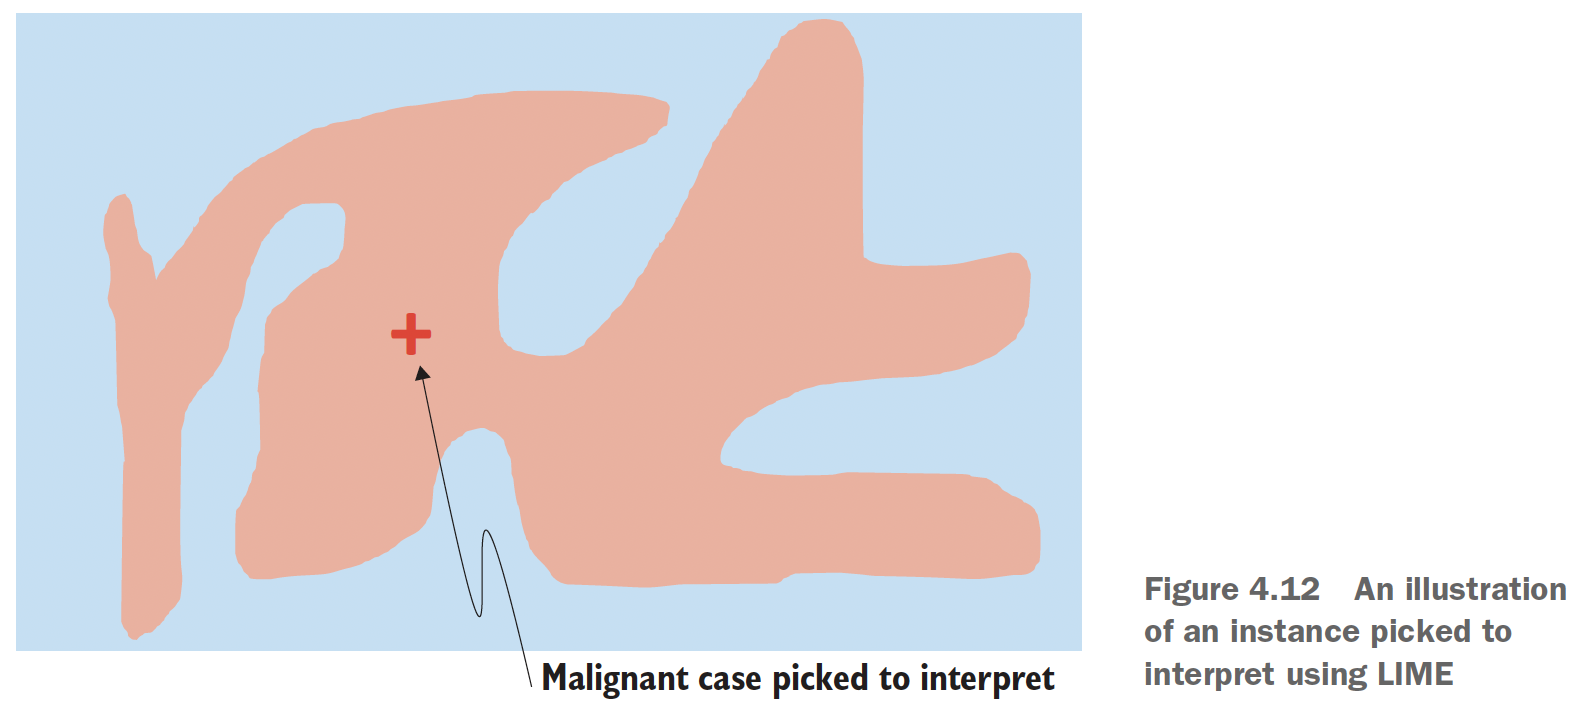 Malignant case picked to interpret
Figure 4.12 An illustration
of an instance picked to
interpret using LIME